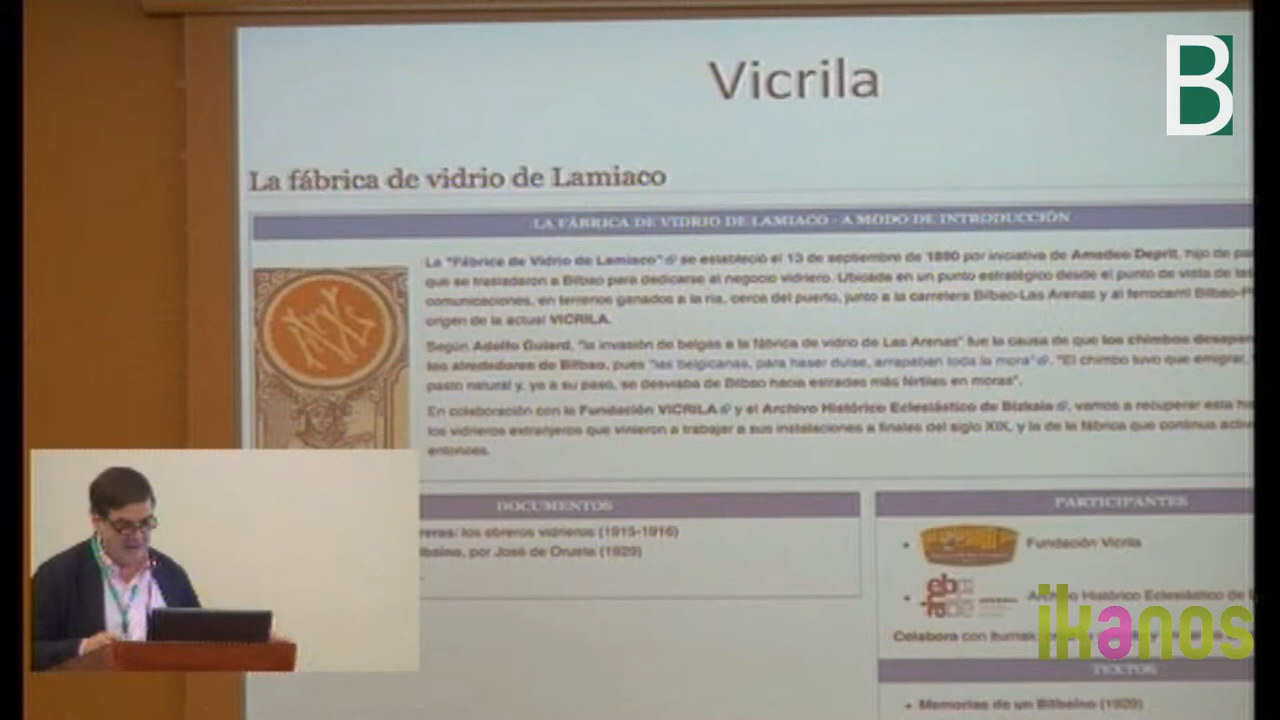 Vicrila
B
La fábrica de vidrio de Lamiaco
LA FÁBRICA DE VIDRIO DE LAMIACO - A MODO DE INTRODUCCIÓN
La "Fábrica de Vidrio de Lamiaco" se estableció el 13 de septiembre de 1880 por iniciativa de Amadeo Deprit, hijo de
que se trasladaron a Bilbao para dedicarse al negocio vidriero. Ubicada en un punto estratégico desde el punto de vista de las
comunicaciones, en terrenos ganados a la ría, cerca del puerto, junto a la carretera Bilbao-Las Arenas y al ferrocarril
origen de la actual VICRILA.
Según Adolfo Guiard, "la invasión de belgas a la fábrica de vidrio de Las Arenas" fue la causa de que los chimbos
los alrededores de Bilbao, pues "las belgicanas, para haser dulse, arrapaban toda la mora". "El chimbo tuvo que emigrar,
pasto natural y, ya a su paso, se desviaba de Bilbao hacia estradas más fértiles en moras".
En colaboración con la Fundación VICRILA y el Archivo Histórico Eclesiástico de Bizkaia, vamos a recuperar esta
los vidrieros extranjeros que vinieron a trabajar a sus instalaciones a finales del siglo XIX, y la de la fábrica que continua
entonces.
DOCUMENTOS
los obreros vidrieros (1915-1916)
por José de Orueta (1929)
PARTICIPANTES
• Fundación Vicrila
• Archivo Histórico Eclesiástico de
Colabora con
ikanos
TEXTOS
• Memorias de un Bilbaíno (1929)